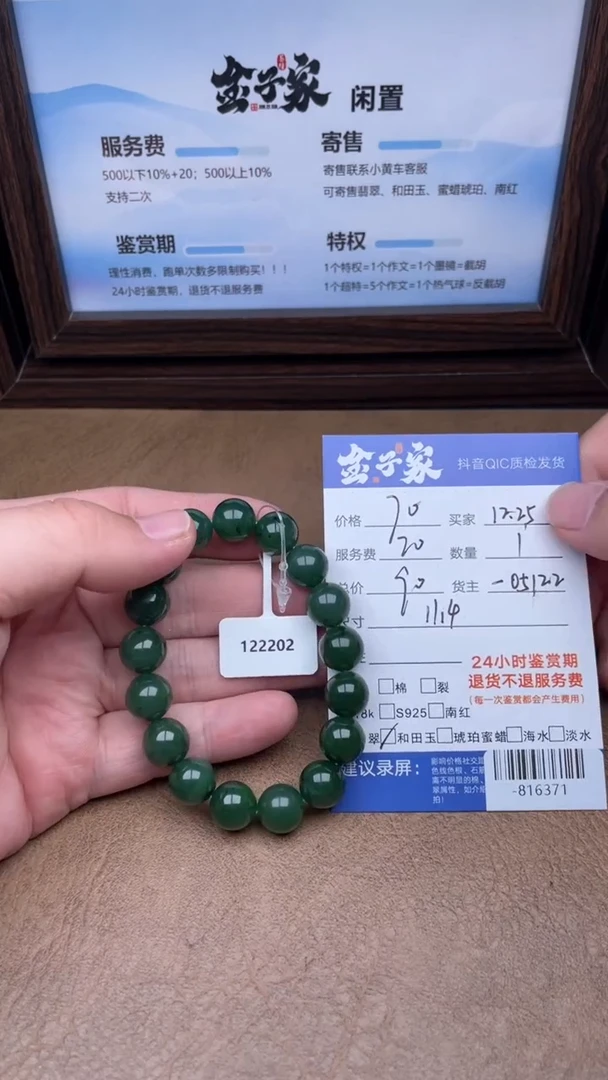 金子家 闲置
服务费
500以下10%+20；500以上10%
支持二次
寄售
寄售联系小黄车客服
可寄售翡翠、和田玉、蜜蜡琥珀、南红
鉴赏期
理性消费、跑单次数多限制购买！！！
24小时鉴赏期，退货不退服务费
特权
1个特权=1个作文=1个墨镜=截胡
1个超特=5个作文=1个热气球=反截胡
金子家 抖音QIC质检发货
价格 70 买家 12.25
服务费 20 数量 1
总价 90 货主 -05122
尺寸 11.14
24小时鉴赏期
退货不退服务费
(每一次鉴赏都会产生费用)
棉 裂
8k S925 南红
翠 和田玉 琥珀蜜蜡 海水 淡水
建议录屏：
-816371
122202